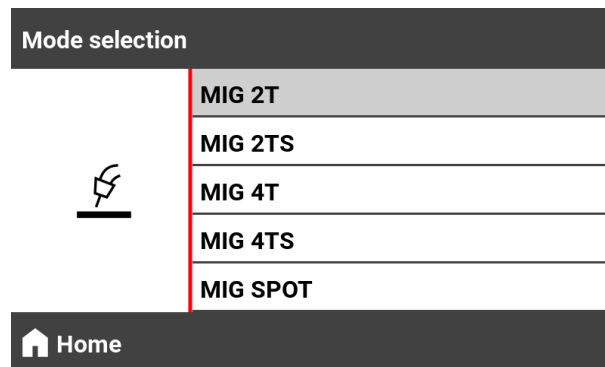 Mode selection
MIG 2T
MIG 2TS
MIG 4T
MIG 4TS
MIG SPOT
Home